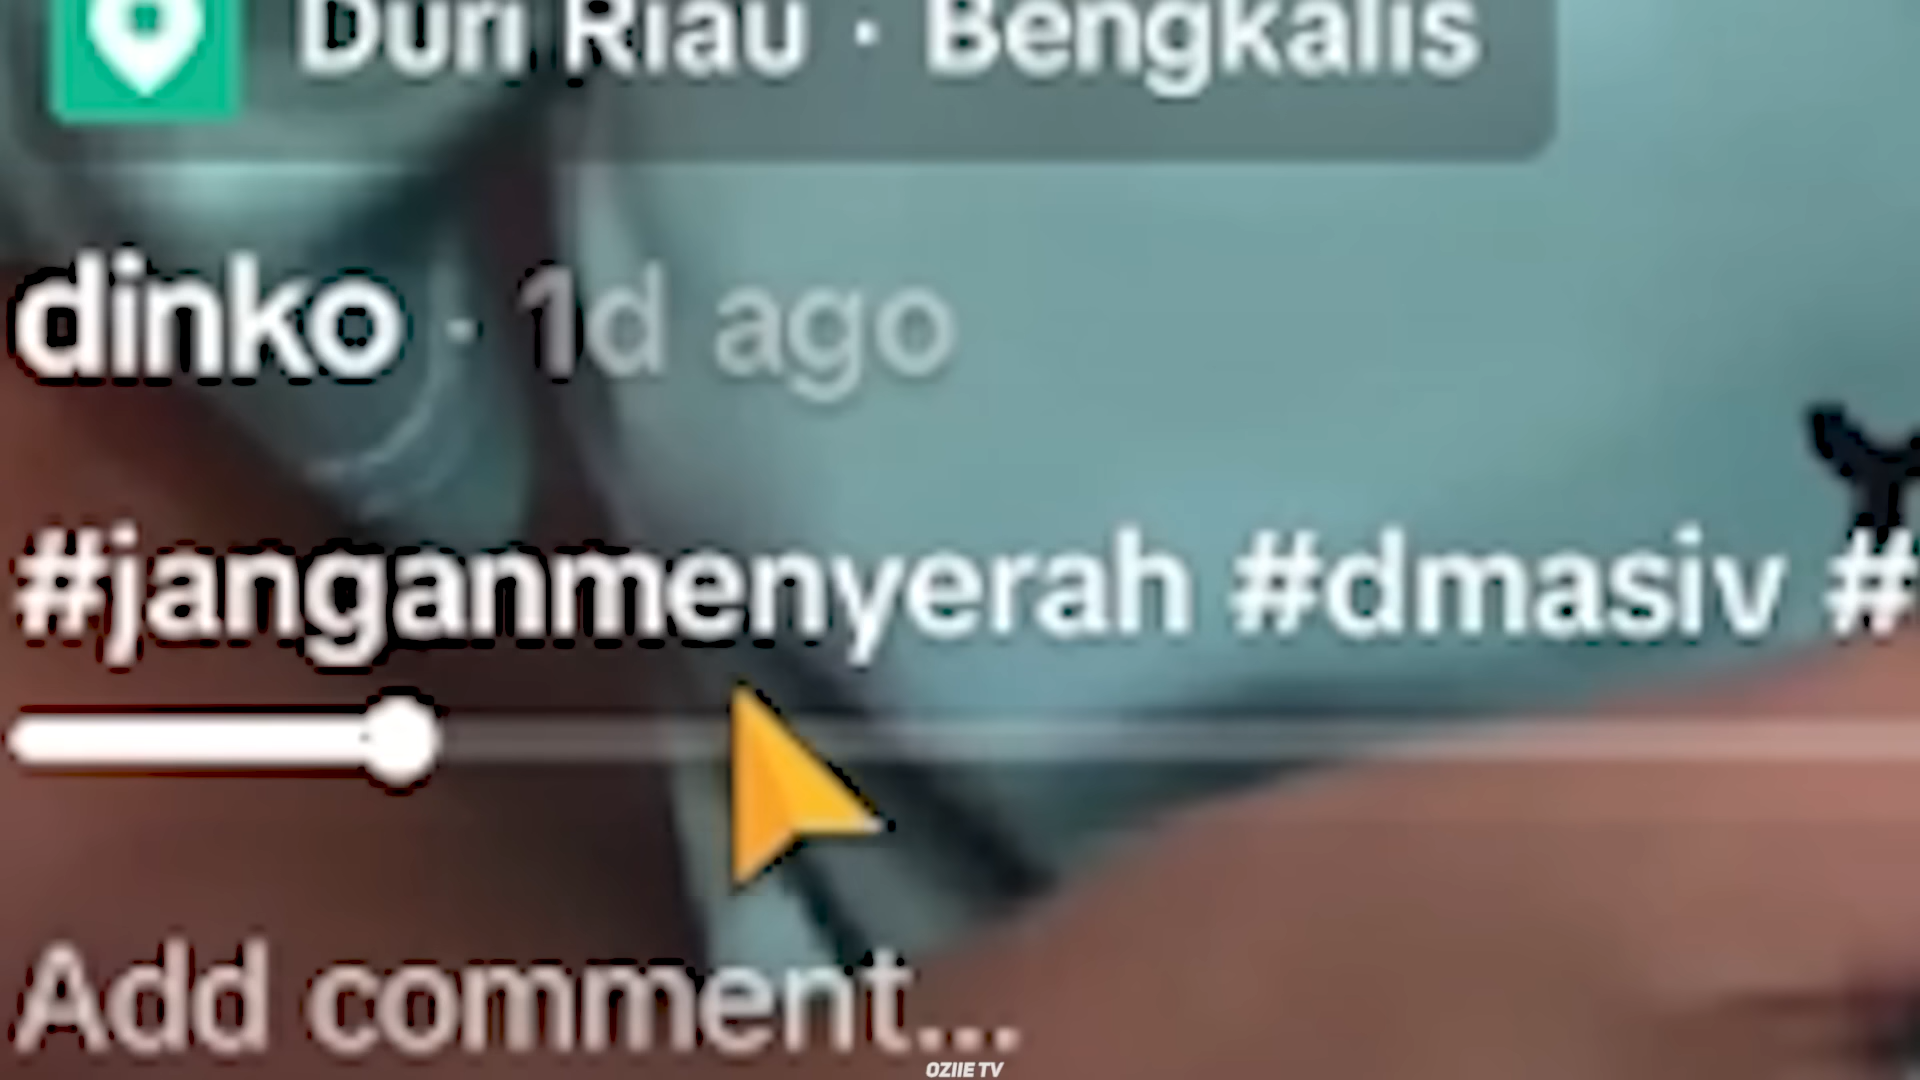 Duri Riau · Bengkalis
dinko · 1d ago
#janganmenyerah #dmasiv #
Add comment...
OZIIE TV